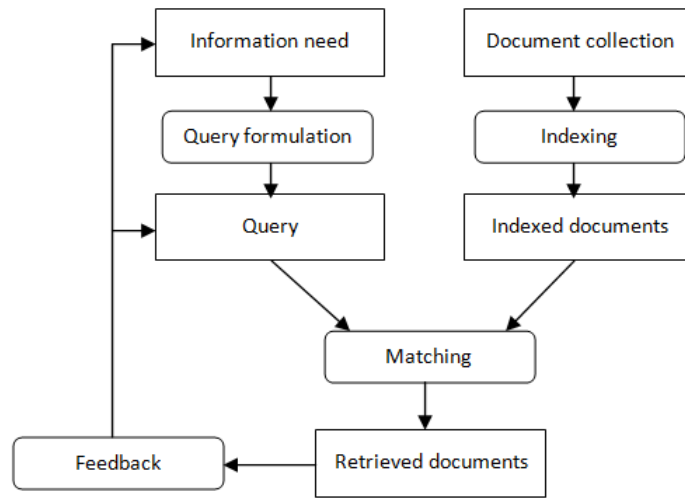 Information need
Document collection
Query formulation
Indexing
Query
Indexed documents
Matching
Feedback
Retrieved documents